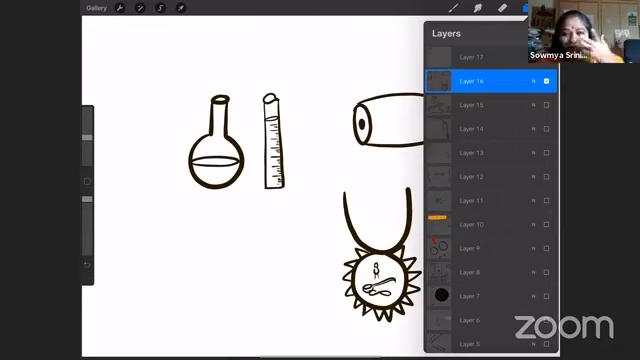 Gallery
Layers
Sowmya Srini...
Layer 17
Layer 16
N
Layer 15
N
Layer 14
N
Layer 13
N
Layer 12
N
Layer 11
N
Layer 10
N
Layer 9
N
Layer 8
N
Layer 7
N
Layer 6
Layer 5
N
zoom